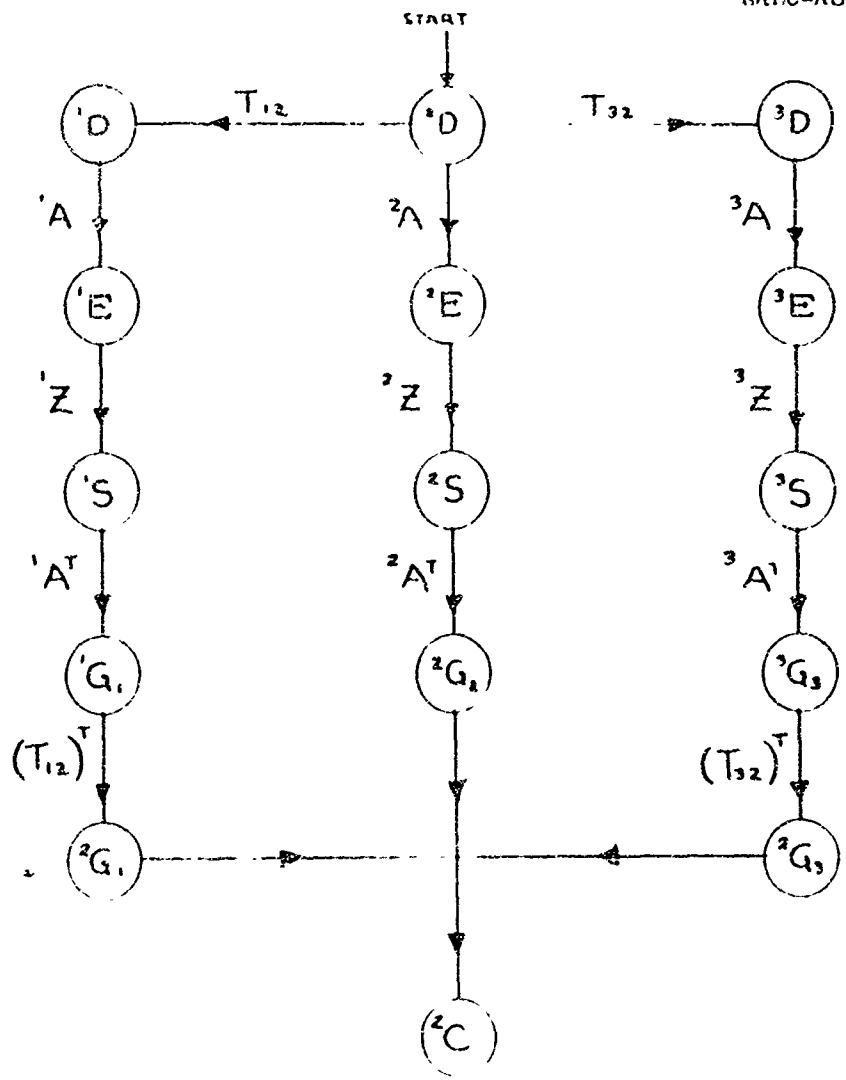 START
¹D T₁₂ ²D T₃₂ ³D
¹A ²A ³A
¹E ²E ³E
¹Z ²Z ³Z
¹S ²S ³S
¹Aᵀ ²Aᵀ ³Aᵀ
¹G₁ ²G₂ ³G₃
(T₁₂)ᵀ (T₃₂)ᵀ
²G₁ ²G₃
²C